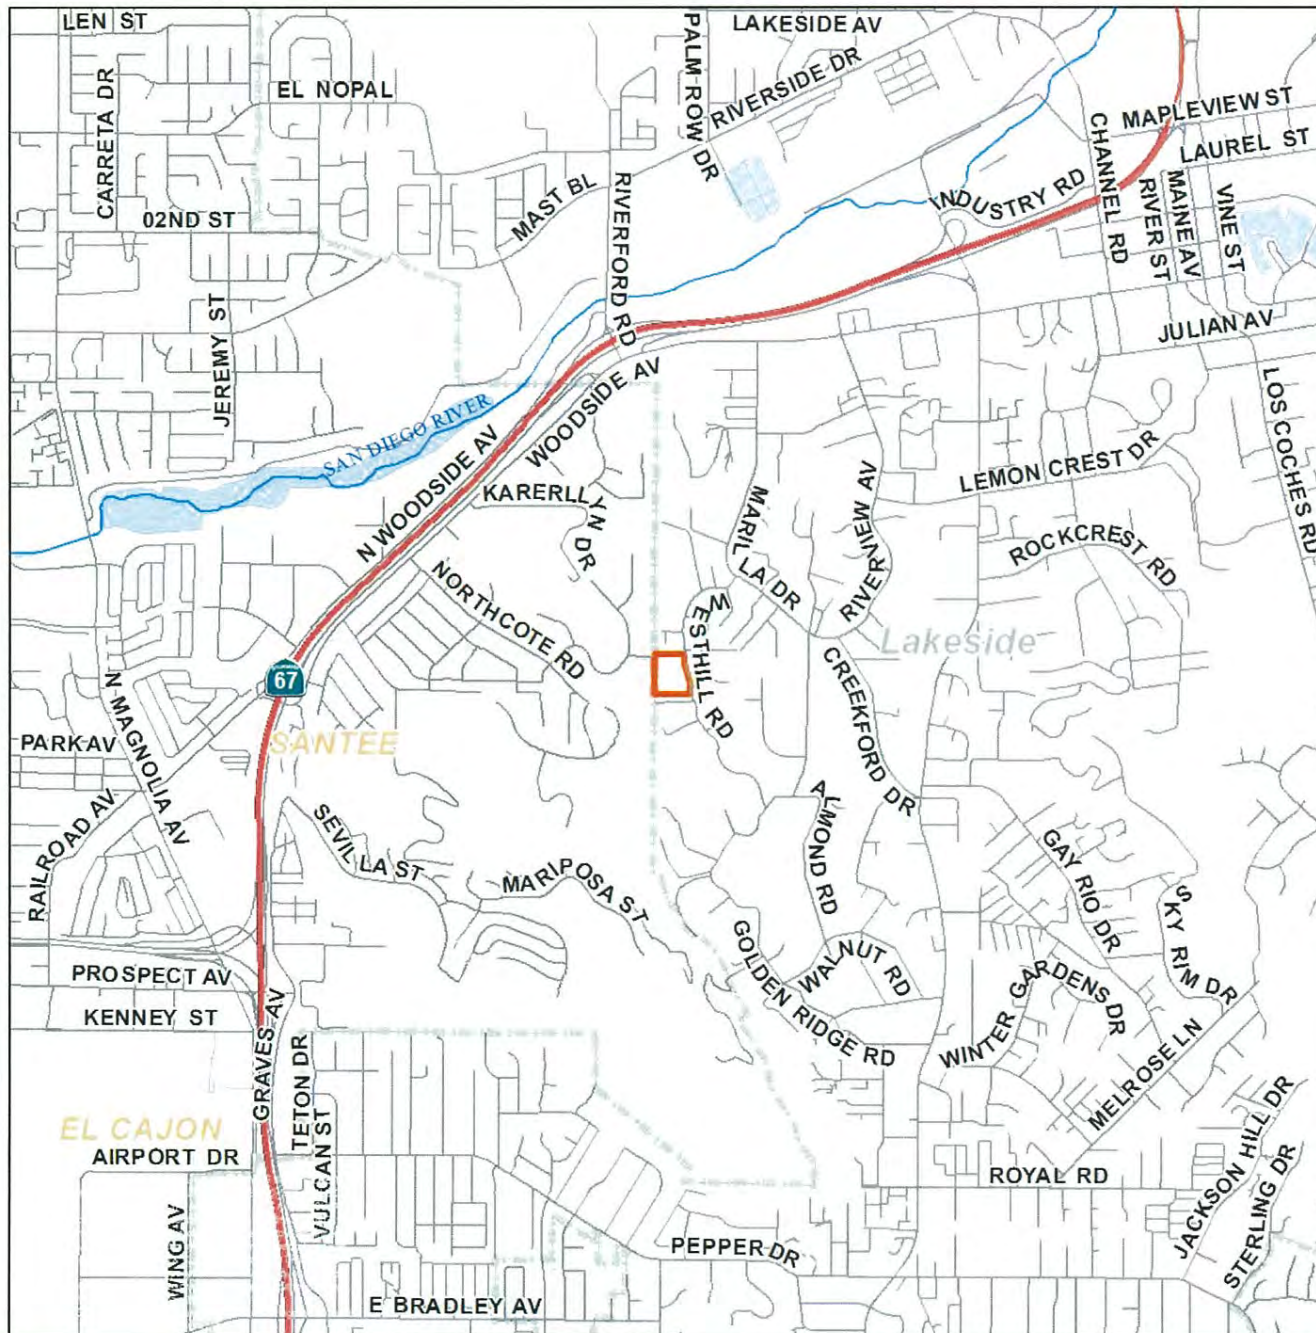 LEN ST
LAKESIDE AV
PALM ROW DR
CARRETA DR
EL NOPAL
RIVERSIDE DR
MAPLEVIEW ST
LAUREL ST
CHANNEL RD
INDUSTRY RD
RIVER ST
MAINE AV
VINE ST
02ND ST
MAST BL
RIVERFORD RD
JEREMY ST
JULIAN AV
LOS COCHES RD
SAN DIEGO RIVER
N WOODSIDE AV
WOODSIDE AV
KARERLLYN DR
MARILLA DR
RIVERVIEW AV
LEMON CREST DR
ROCKCREST RD
NORTHCOTE RD
WESTHILL RD
Lakeside
CREEKFORD DR
67
N MAGNOLIA AV
SANTEE
PARK AV
RAILROAD AV
SEVILLA ST
MARIPOSA ST
ALMOND RD
GAY RIO DR
SKY RIM DR
GOLDEN RIDGE RD
WALNUT RD
WINTER GARDENS DR
PROSPECT AV
KENNEY ST
GRAVES AV
TETON DR
VULCAN ST
MELROSE LN
EL CAJON
AIRPORT DR
ROYAL RD
JACKSON HILL DR
STERLING DR
WING AV
PEPPER DR
E BRADLEY AV